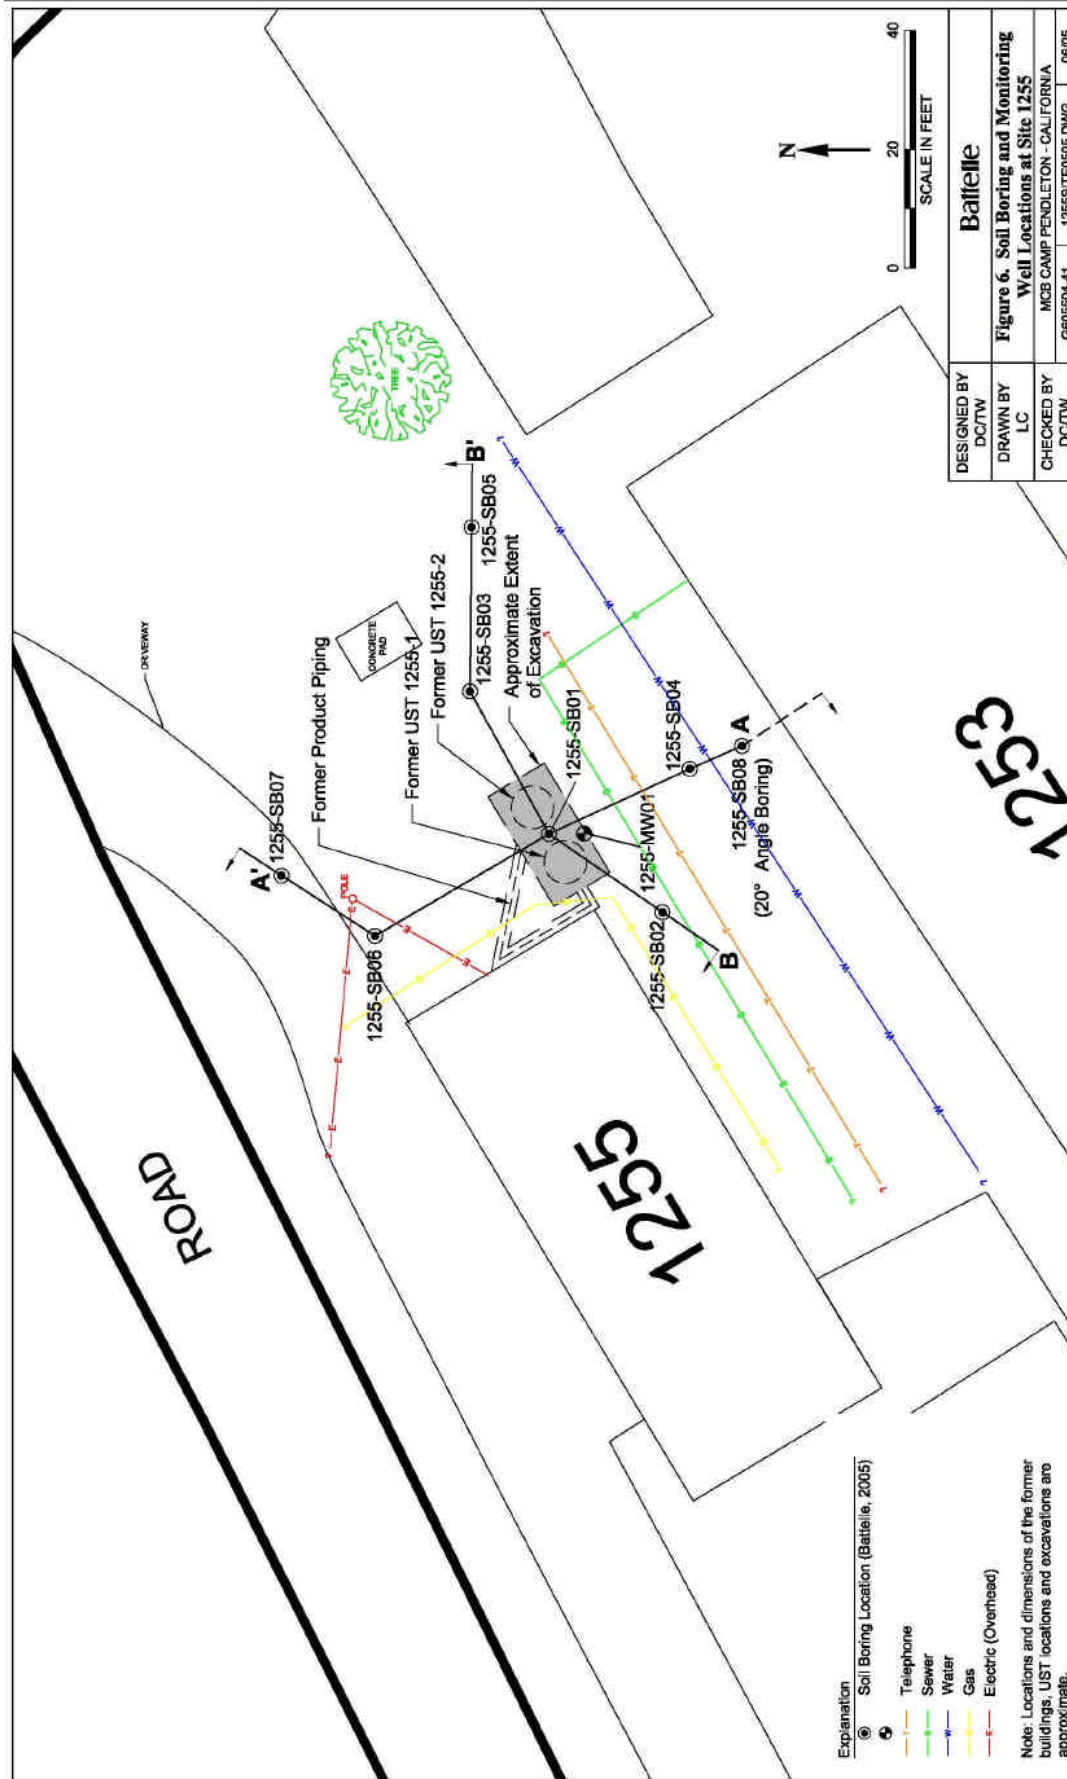 ROAD
DRIVEWAY
A'
1255-SB07
POLE
1255-SB06
Former Product Piping
Former UST 1255-1
Former UST 1255-2
CONCRETE
PAD
TREE
B'
1255-SB05
1255-SB03
Approximate Extent
of Excavation
1255-SB01
1255-MW01
1255-SB02
B
1255-SB04
A
1255-SB08
(20° Angle Boring)
1255
1253
N
0 20 40
SCALE IN FEET
Explanation
Soil Boring Location (Battelle, 2005)
Telephone
Sewer
Water
Gas
Electric (Overhead)
Note: Locations and dimensions of the former
buildings, UST locations and excavations are
approximate.
DESIGNED BY
DC/TW
DRAWN BY
LC
CHECKED BY
DC/TW
Battelle
Figure 6. Soil Boring and Monitoring
Well Locations at Site 1255
MCB CAMP PENDLETON - CALIFORNIA